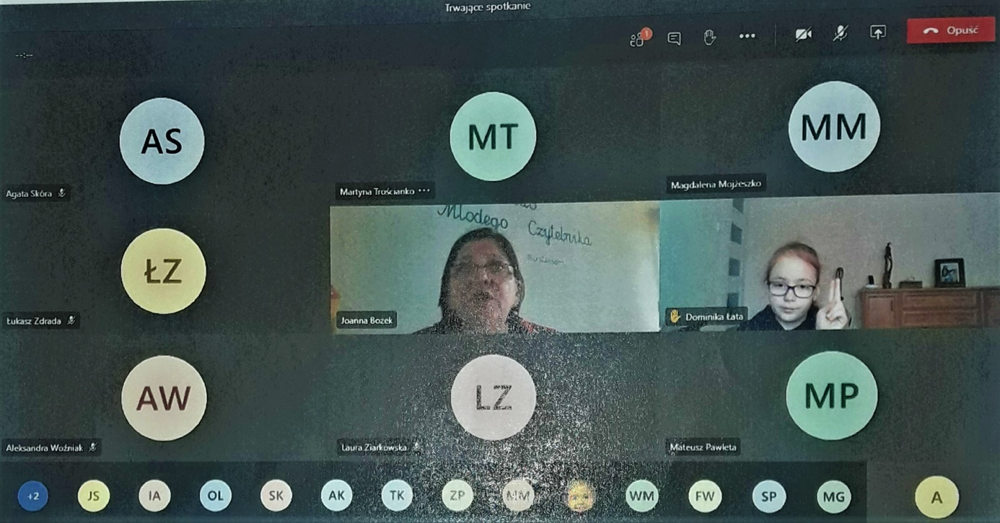 Trwające spotkanie
1
Opuść
--:--
AS
MT
MM
Agata Skóra
Martyna Trościanko •••
Magdalena Mojżeszko
Młodego
Czytelnika
ŁZ
Łukasz Zdrada
Joanna Bożek
Dominika Łata
AW
LZ
MP
Aleksandra Woźniak
Laura Ziarkowska
Mateusz Pawleta
+2
JS
IA
OL
SK
AK
TK
ZP
MM
WM
FW
SP
MG
A